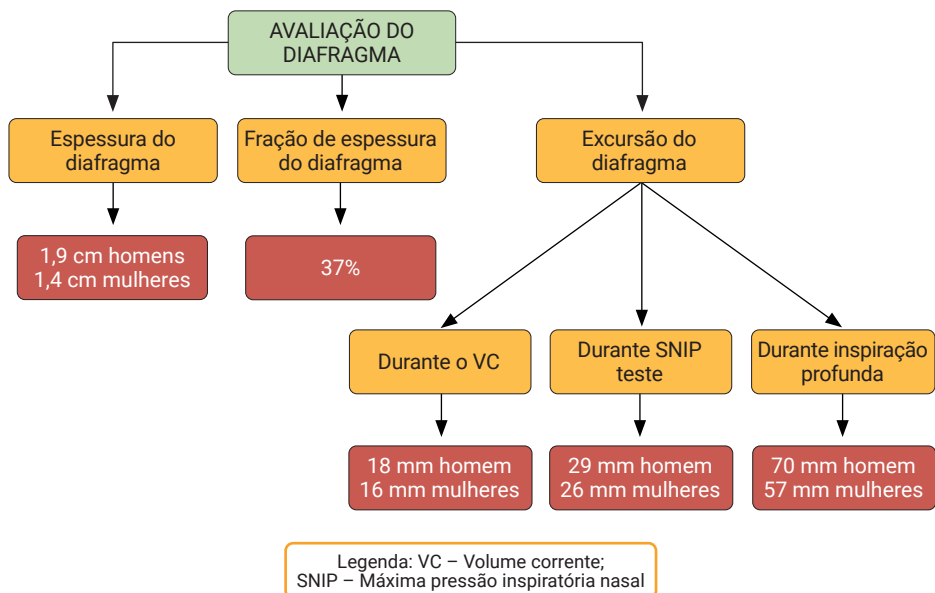 AVALIAÇÃO DO
DIAFRAGMA
Espessura do
diafragma
Fração de espessura
do diafragma
Excursão do
diafragma
1,9 cm homens
1,4 cm mulheres
37%
Durante o VC
Durante SNIP
teste
Durante inspiração
profunda
18 mm homem
16 mm mulheres
29 mm homem
26 mm mulheres
70 mm homem
57 mm mulheres
Legenda: VC – Volume corrente;
SNIP – Máxima pressão inspiratória nasal